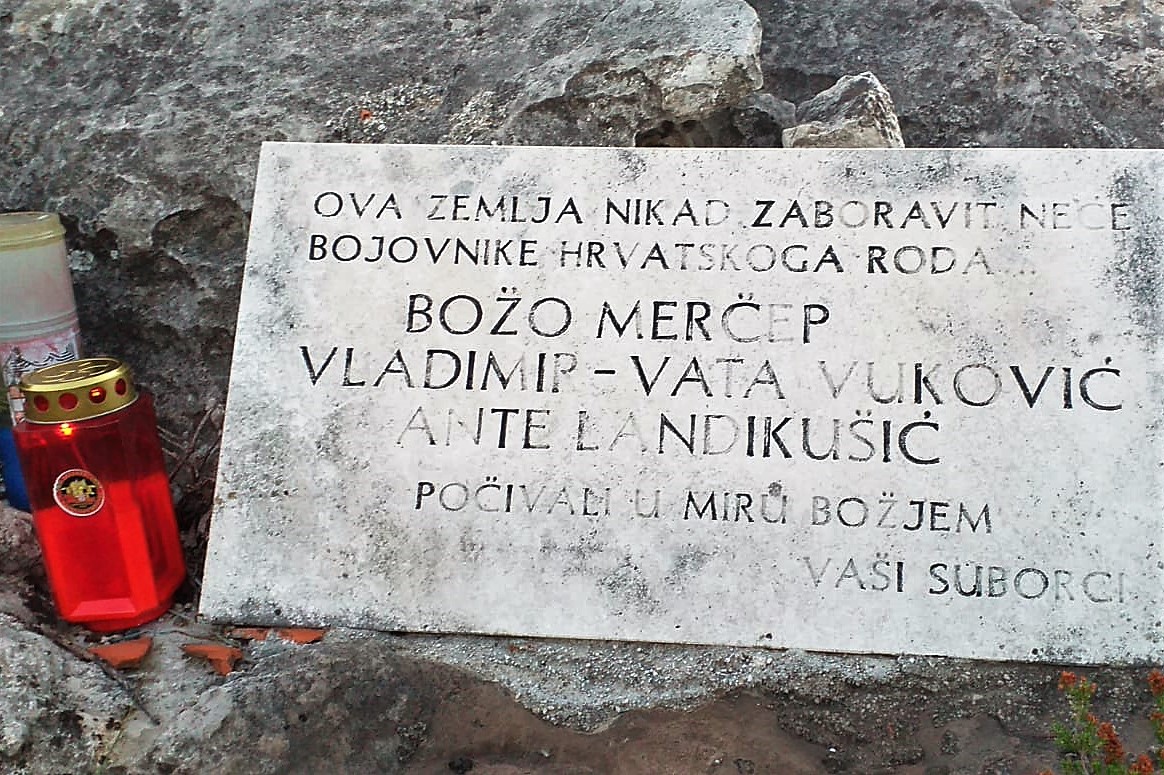 OVA ZEMLJA NIKAD ZABORAVIT NEĆE
BOJOVNIKE HRVATSKOGA RODA...
BOŽO MERČEP
VLADIMIR - VATA VUKOVIĆ
ANTE LANDIKUŠIĆ
POČIVALI U MIRU BOŽJEM
VAŠI SUBORCI